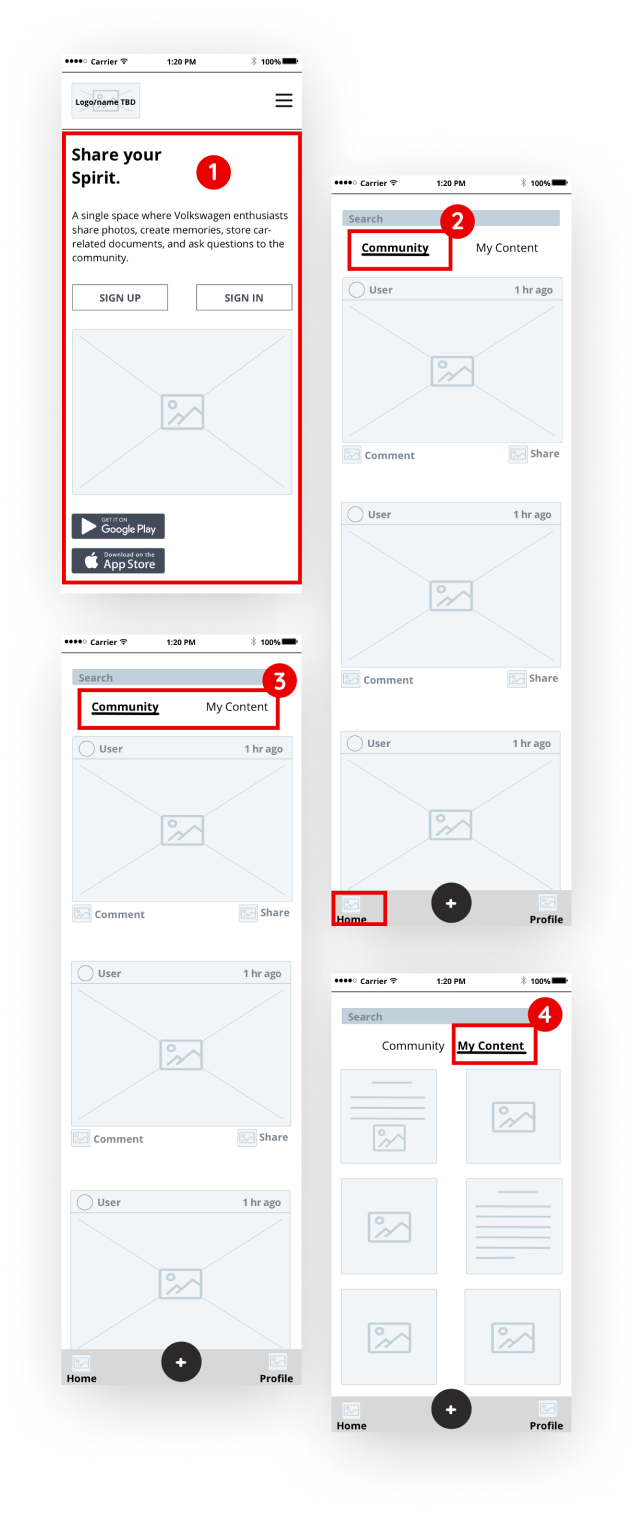 Carrier 1:20 PM 100%
Logo/name TBD
1
Share your
Spirit.
A single space where Volkswagen enthusiasts
share photos, create memories, store car-
related documents, and ask questions to the
community.
SIGN UP SIGN IN
GET IT ON
Google Play
Download on the
App Store
Carrier 1:20 PM 100%
Search
2
Community My Content
User 1 hr ago
Comment Share
User 1 hr ago
Comment Share
User 1 hr ago
+
Home Profile
Carrier 1:20 PM 100%
Search
3
Community My Content
User 1 hr ago
Comment Share
User 1 hr ago
Comment Share
User 1 hr ago
+
Home Profile
Carrier 1:20 PM 100%
Search
4
Community My Content
+
Home Profile